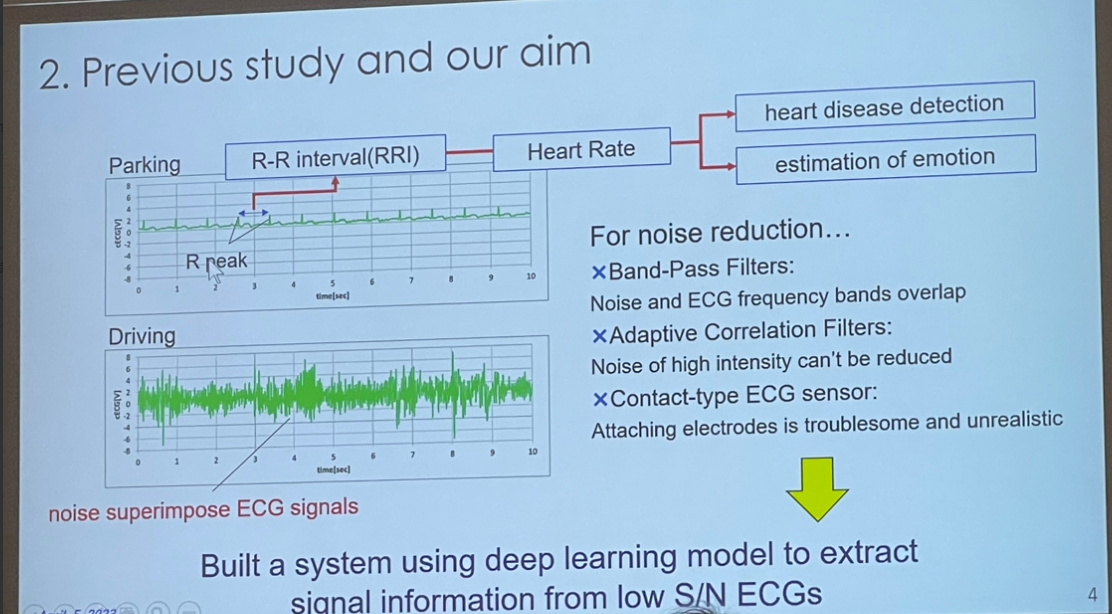 2. Previous study and our aim
heart disease detection
R-R interval(RRI)
Heart Rate
estimation of emotion
Parking
8
6
4
2
0
-2
-4
-6
-8
cECG[V]
R peak
0 1 2 3 4 5 6 7 8 9 10
time[sec]
Driving
8
6
4
2
0
-2
-4
-6
-8
cECG[V]
0 1 2 3 4 5 6 7 8 9 10
time[sec]
noise superimpose ECG signals
For noise reduction…
×Band-Pass Filters:
Noise and ECG frequency bands overlap
×Adaptive Correlation Filters:
Noise of high intensity can't be reduced
×Contact-type ECG sensor:
Attaching electrodes is troublesome and unrealistic
Built a system using deep learning model to extract
signal information from low S/N ECGs
4